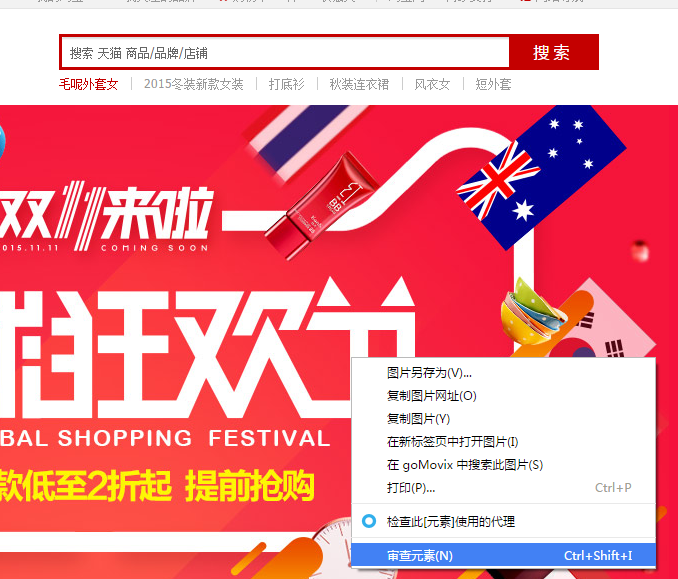 搜索 天猫 商品/品牌/店铺
搜索
毛呢外套女
2015冬装新款女装
打底衫
秋装连衣裙
风衣女
短外套
双11来啦
2015.11.11
COMING SOON
BB
狂欢节
BAL SHOPPING FESTIVAL
款低至2折起 提前抢购
图片另存为(V)...
复制图片网址(O)
复制图片(Y)
在新标签页中打开图片(I)
在 goMovix 中搜索此图片(S)
打印(P)... Ctrl+P
检查此[元素]使用的代理
审查元素(N) Ctrl+Shift+I